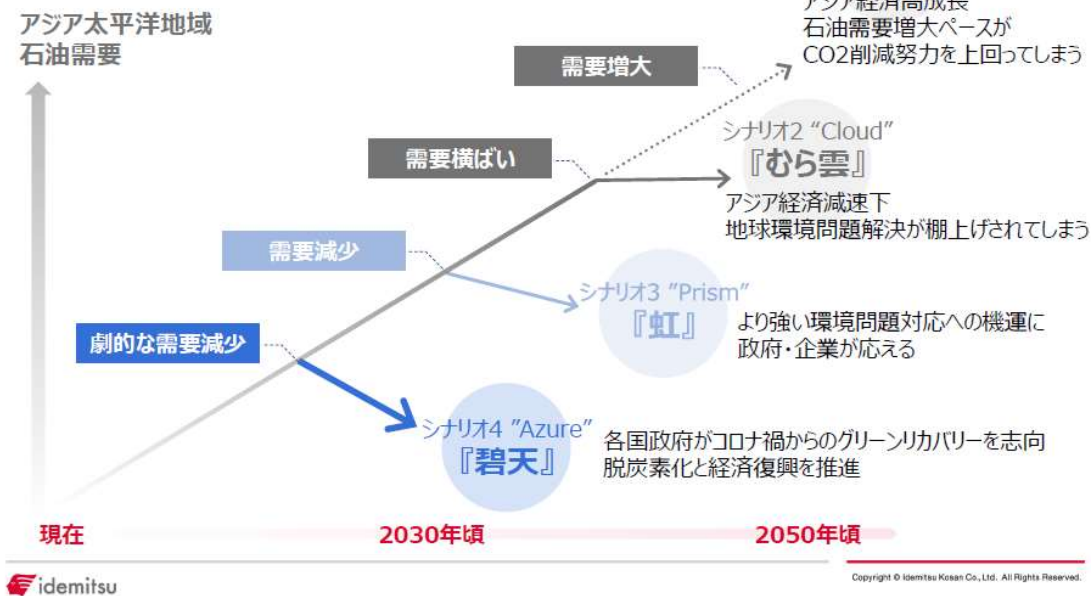 アジア経済高成長
石油需要増大ペースが
CO2削減努力を上回ってしまう
アジア太平洋地域
石油需要
需要増大
シナリオ2 “Cloud”
『むら雲』
需要横ばい
アジア経済減速下
地球環境問題解決が棚上げされてしまう
需要減少
シナリオ3 ”Prism”
『虹』
より強い環境問題対応への機運に
政府・企業が応える
劇的な需要減少
シナリオ4 ”Azure”
『碧天』
各国政府がコロナ禍からのグリーンリカバリーを志向
脱炭素化と経済復興を推進
現在
2030年頃
2050年頃
idemitsu
Copyright © Idemitsu Kosan Co., Ltd. All Rights Reserved.